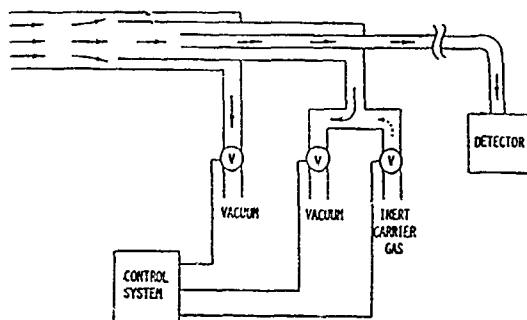 DETECTOR
V
V
V
VACUUM
VACUUM
INERT
CARRIER
GAS
CONTROL
SYSTEM